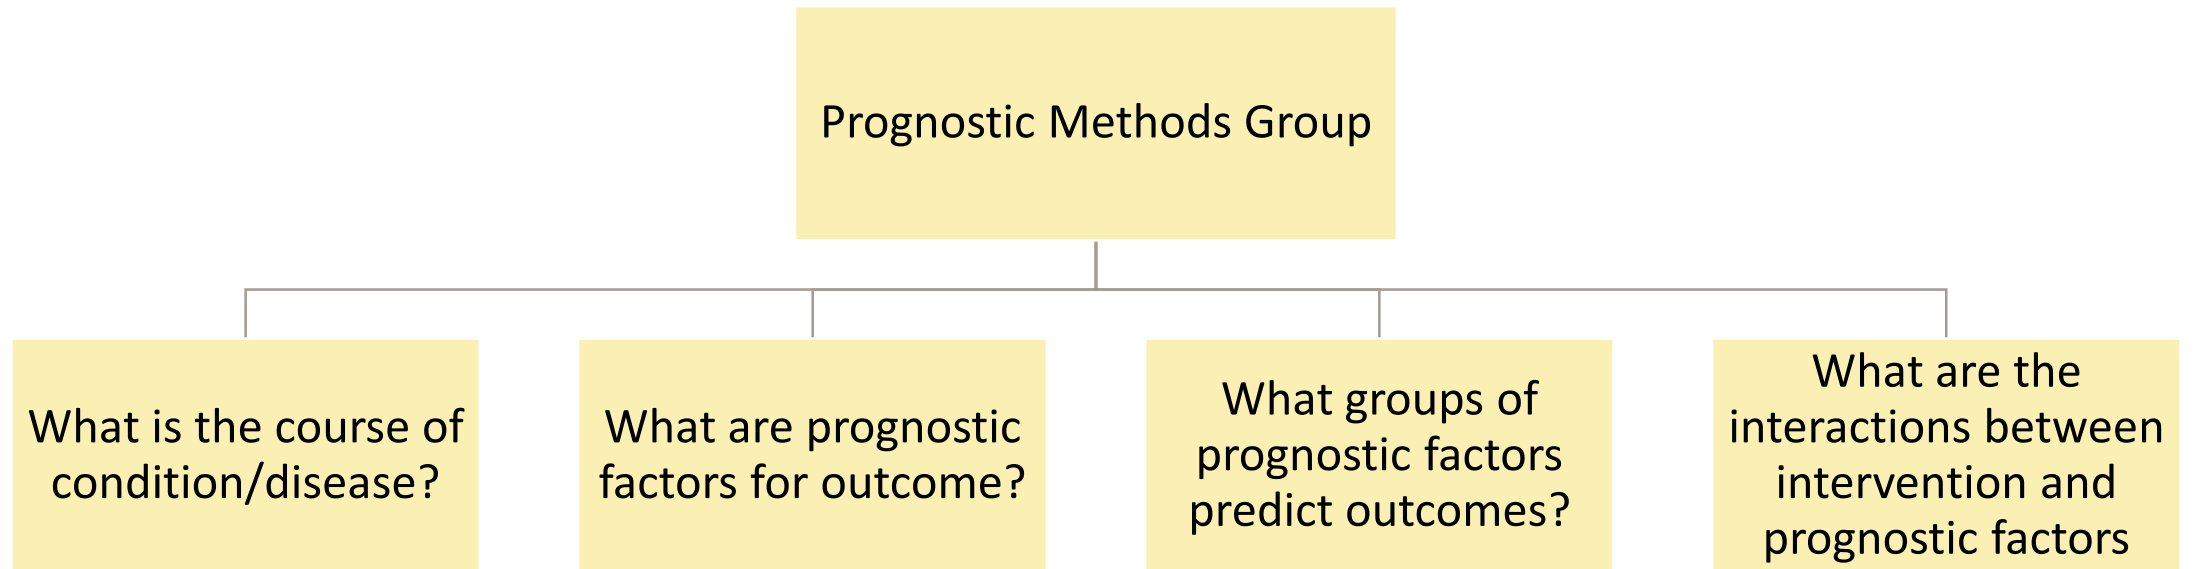 Prognostic Methods Group
What is the course of
condition/disease?
What are prognostic
factors for outcome?
What groups of
prognostic factors
predict outcomes?
What are the
interactions between
intervention and
prognostic factors